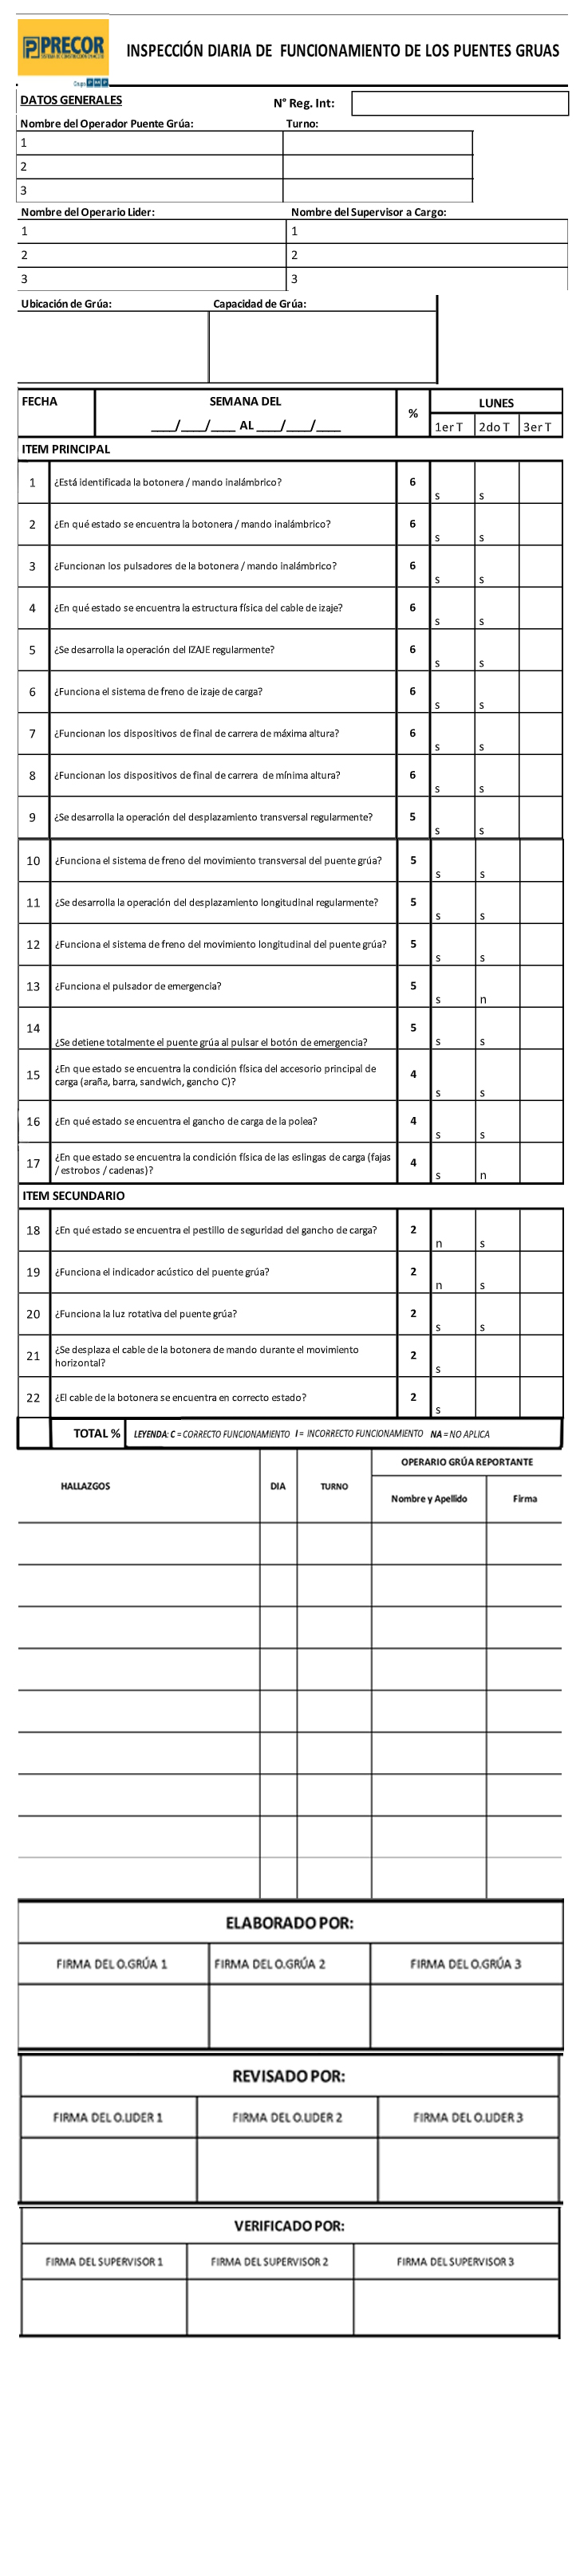 PRECOR
SISTEMA DE CONSTRUCCION EN ACERO
Grupo
INSPECCIÓN DIARIA DE FUNCIONAMIENTO DE LOS PUENTES GRUAS
DATOS GENERALES
N° Reg. Int:
Nombre del Operador Puente Grúa: Turno:
1
2
3
Nombre del Operario Lider: Nombre del Supervisor a Cargo:
1 1
2 2
3 3
Ubicación de Grúa: Capacidad de Grúa:
FECHA SEMANA DEL % LUNES
____/____/____ AL ____/____/____ 1er T 2do T 3er T
ITEM PRINCIPAL
1 ¿Está identificada la botonera / mando inalámbrico? 6 s s
2 ¿En qué estado se encuentra la botonera / mando inalámbrico? 6 s s
3 ¿Funcionan los pulsadores de la botonera / mando inalámbrico? 6 s s
4 ¿En qué estado se encuentra la estructura física del cable de izaje? 6 s s
5 ¿Se desarrolla la operación del IZAJE regularmente? 6 s s
6 ¿Funciona el sistema de freno de izaje de carga? 6 s s
7 ¿Funcionan los dispositivos de final de carrera de máxima altura? 6 s s
8 ¿Funcionan los dispositivos de final de carrera de mínima altura? 6 s s
9 ¿Se desarrolla la operación del desplazamiento transversal regularmente? 5 s s
10 ¿Funciona el sistema de freno del movimiento transversal del puente grúa? 5 s s
11 ¿Se desarrolla la operación del desplazamiento longitudinal regularmente? 5 s s
12 ¿Funciona el sistema de freno del movimiento longitudinal del puente grúa? 5 s s
13 ¿Funciona el pulsador de emergencia? 5 s n
14 ¿Se detiene totalmente el puente grúa al pulsar el botón de emergencia? 5 s s
15 ¿En que estado se encuentra la condición física del accesorio principal de
carga (araña, barra, sandwich, gancho C)? 4 s s
16 ¿En qué estado se encuentra el gancho de carga de la polea? 4 s s
17 ¿En que estado se encuentra la condición física de las eslingas de carga (fajas
/ estrobos / cadenas)? 4 s n
ITEM SECUNDARIO
18 ¿En qué estado se encuentra el pestillo de seguridad del gancho de carga? 2 n s
19 ¿Funciona el indicador acústico del puente grúa? 2 n s
20 ¿Funciona la luz rotativa del puente grúa? 2 s s
21 ¿Se desplaza el cable de la botonera de mando durante el movimiento
horizontal? 2 s
22 ¿El cable de la botonera se encuentra en correcto estado? 2 s
TOTAL % LEYENDA: C = CORRECTO FUNCIONAMIENTO I = INCORRECTO FUNCIONAMIENTO NA = NO APLICA
OPERARIO GRÚA REPORTANTE
HALLAZGOS DIA TURNO Nombre y Apellido Firma
ELABORADO POR:
FIRMA DEL O.GRÚA 1 FIRMA DEL O.GRÚA 2 FIRMA DEL O.GRÚA 3
REVISADO POR:
FIRMA DEL O.LIDER 1 FIRMA DEL O.LIDER 2 FIRMA DEL O.LIDER 3
VERIFICADO POR:
FIRMA DEL SUPERVISOR 1 FIRMA DEL SUPERVISOR 2 FIRMA DEL SUPERVISOR 3